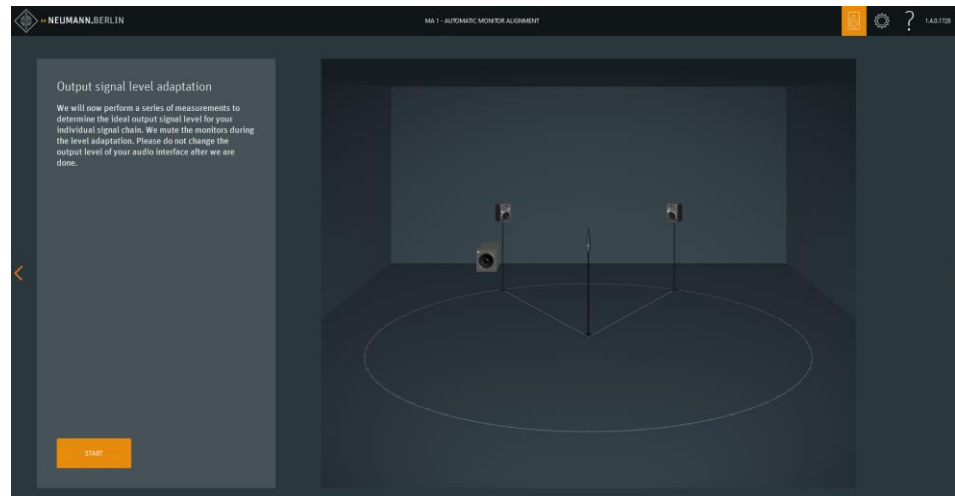 NEUMANN.BERLIN
MA 1 - AUTOMATIC MONITOR ALIGNMENT
? 1.4.0.1728
Output signal level adaptation
We will now perform a series of measurements to
determine the ideal output signal level for your
individual signal chain. We mute the monitors during
the level adaptation. Please do not change the
output level of your audio interface after we are
done.
START